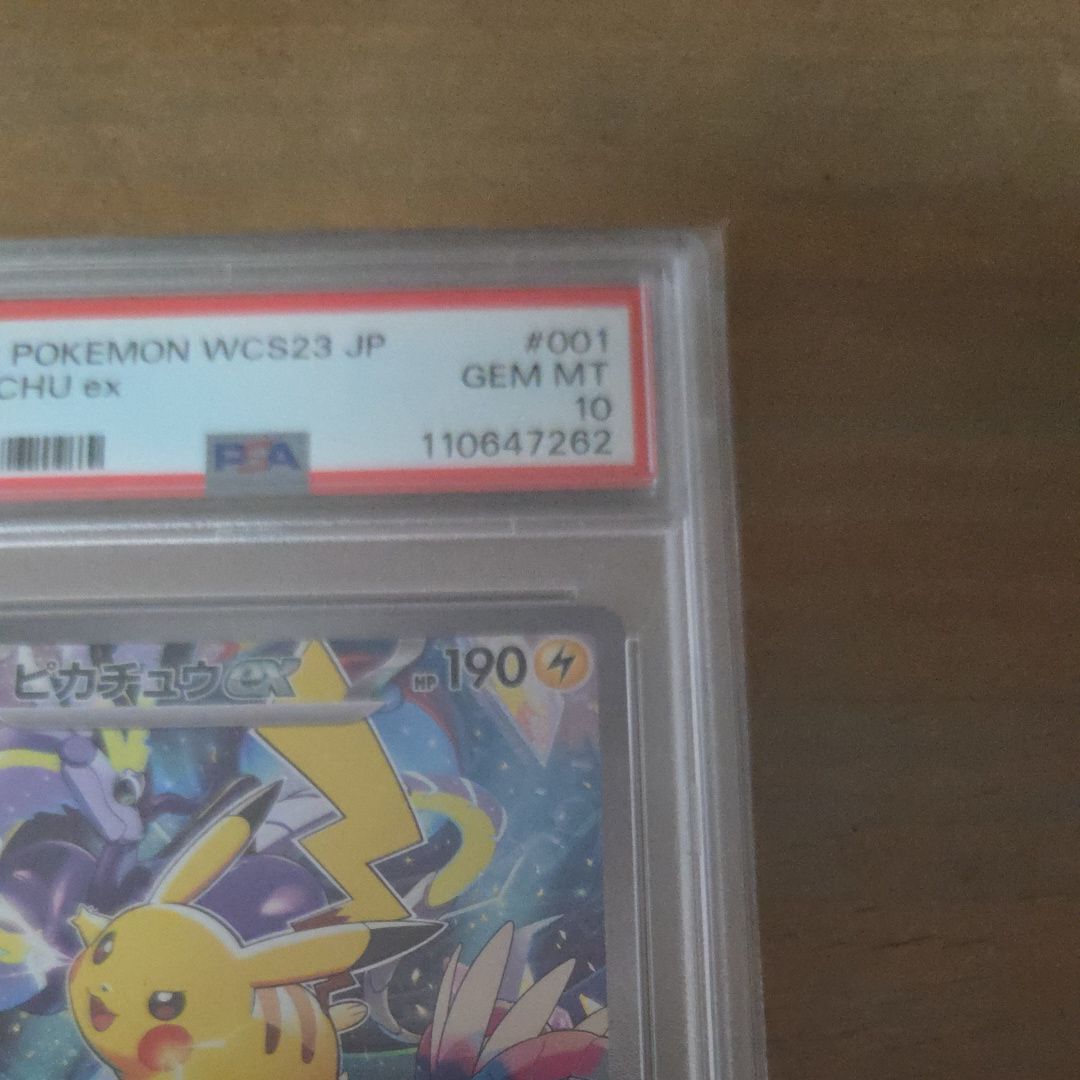 POKEMON WCS23 JP #001
CHU ex GEM MT
10
PSA 110647262
ピカチュウex HP 190